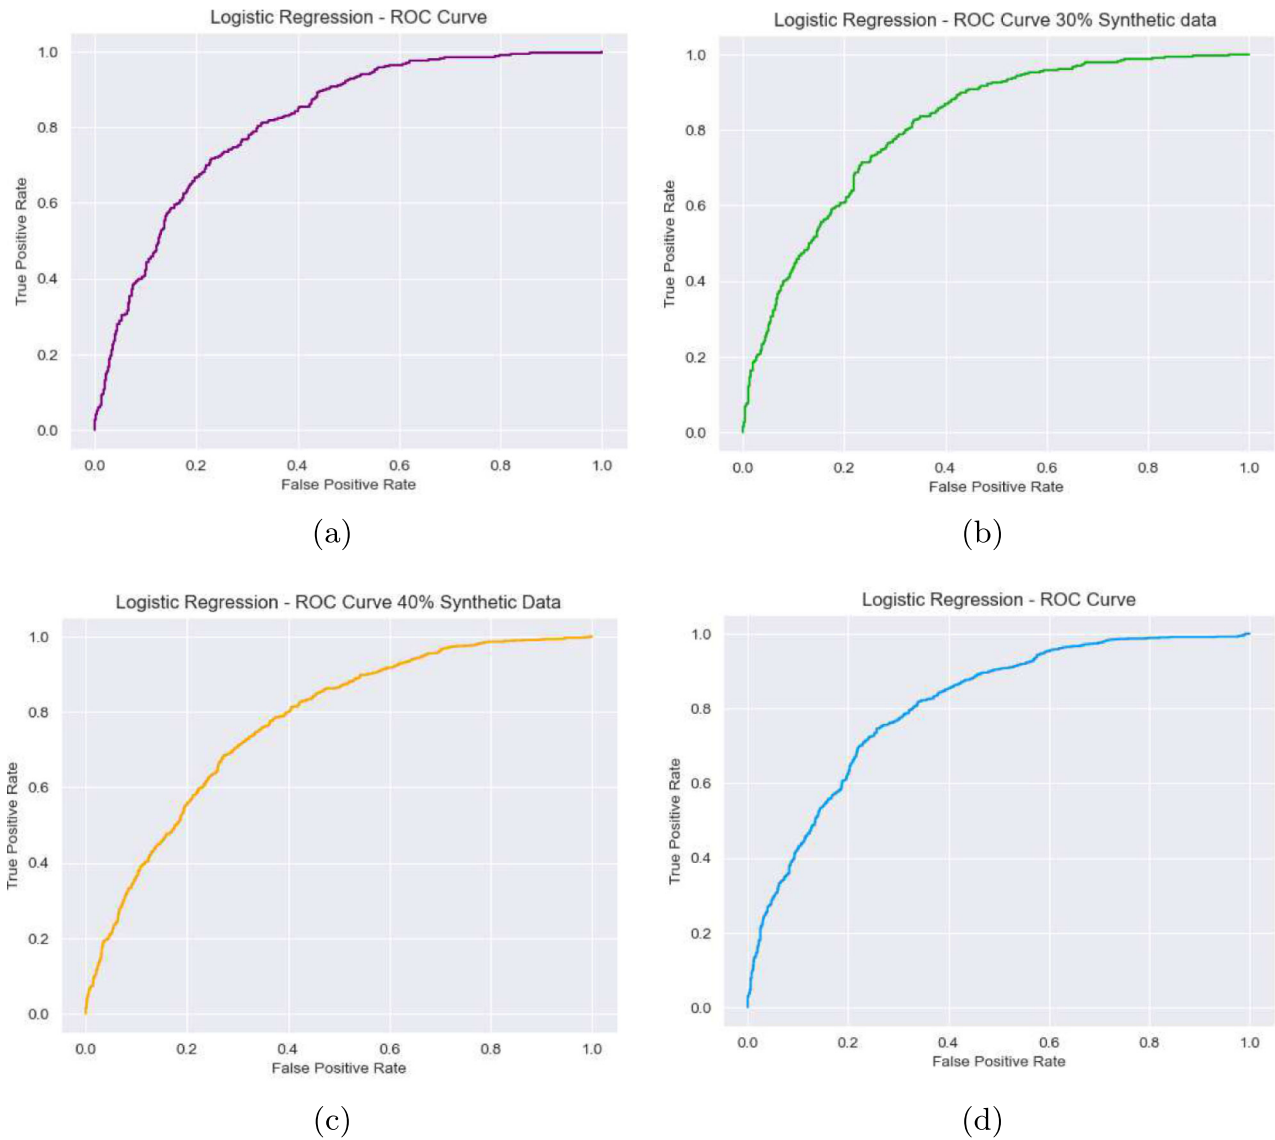 Logistic Regression - ROC Curve
True Positive Rate
1.0
0.8
0.6
0.4
0.2
0.0
0.0 0.2 0.4 0.6 0.8 1.0
False Positive Rate
(a)
Logistic Regression - ROC Curve 30% Synthetic data
True Positive Rate
1.0
0.8
0.6
0.4
0.2
0.0
0.0 0.2 0.4 0.6 0.8 1.0
False Positive Rate
(b)
Logistic Regression - ROC Curve 40% Synthetic Data
True Positive Rate
1.0
0.8
0.6
0.4
0.2
0.0
0.0 0.2 0.4 0.6 0.8 1.0
False Positive Rate
(c)
Logistic Regression - ROC Curve
True Positive Rate
1.0
0.8
0.6
0.4
0.2
0.0
0.0 0.2 0.4 0.6 0.8 1.0
False Positive Rate
(d)